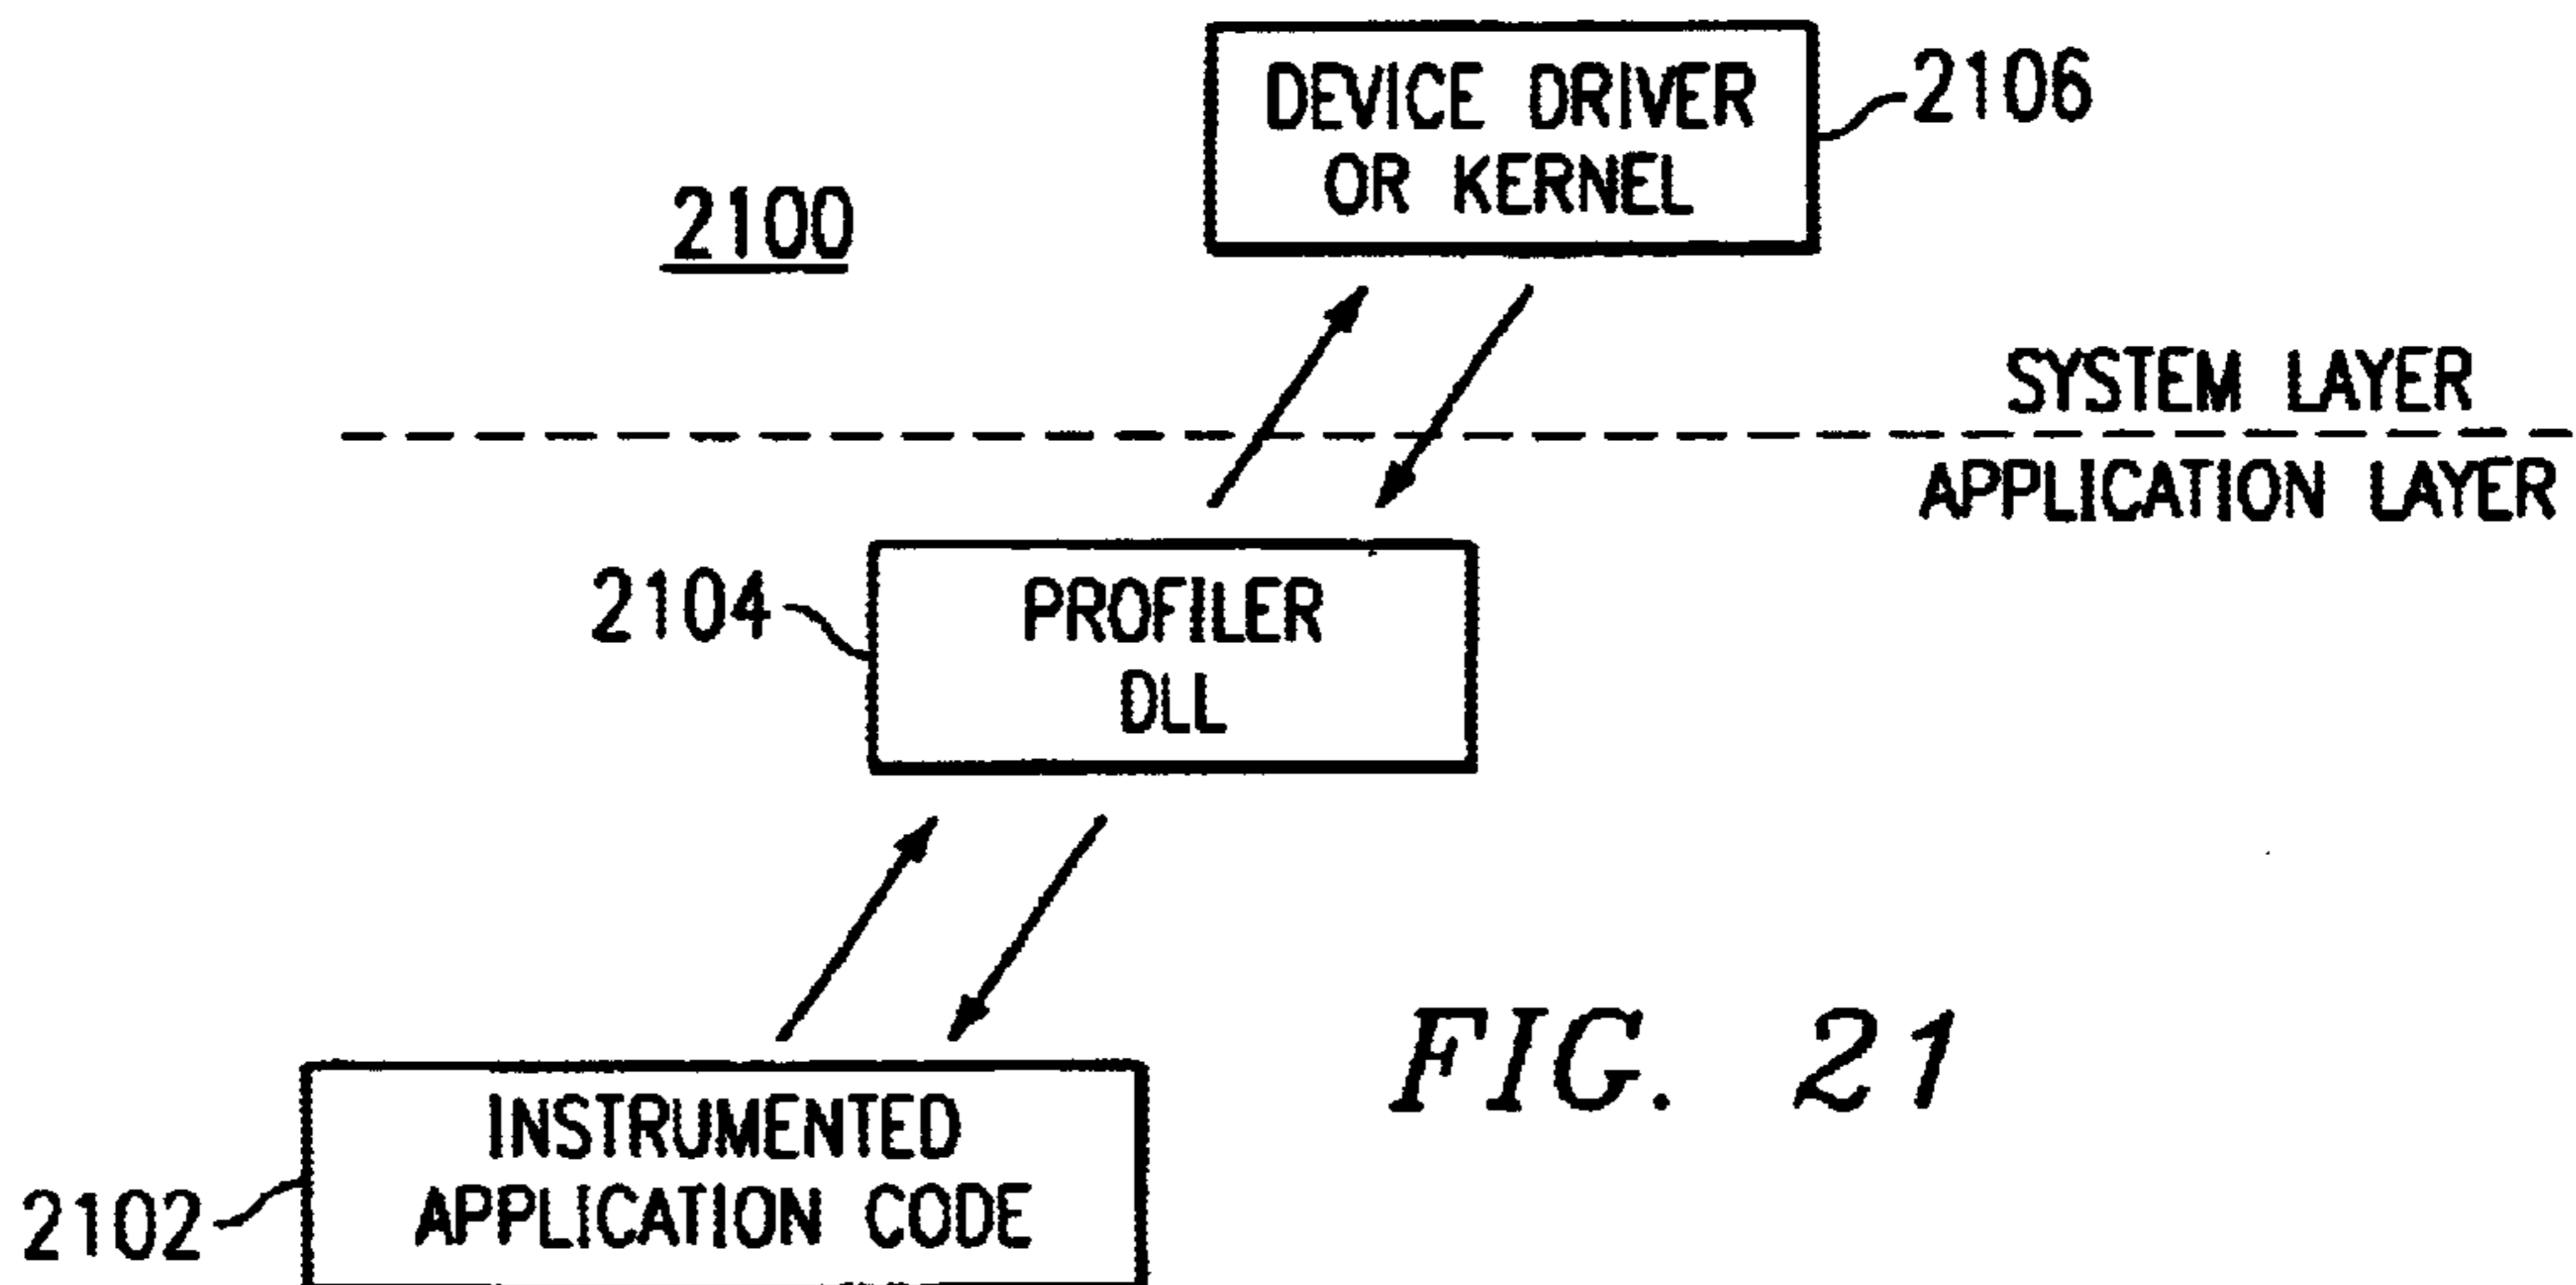 DEVICE DRIVER
OR KERNEL
2106
2100
SYSTEM LAYER
APPLICATION LAYER
2104
PROFILER
DLL
INSTRUMENTED
APPLICATION CODE
2102
FIG. 21